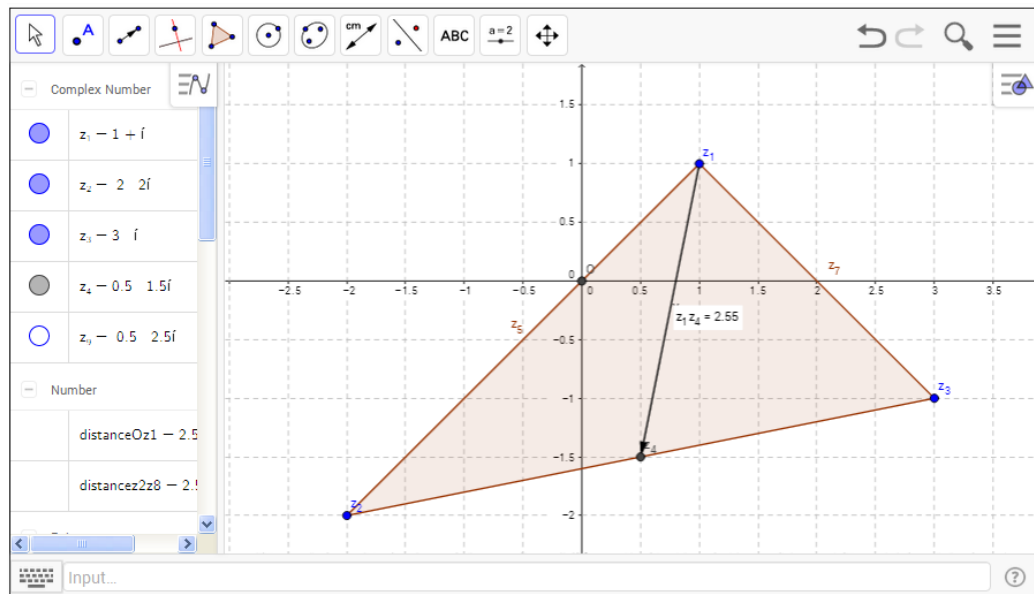 A
cm
ABC
a = 2
Complex Number
z₁ – 1 + í
z₂ – 2 2í
z₃ – 3 í
z₄ – 0.5 1.5í
z₉ – 0.5 2.5í
Number
distanceOz1 – 2.5
distancez2z8 – 2.5
1.5
z₁
1
0.5
0
O
z₇
−2.5
−2
−1.5
−1
−0.5
0
0.5
1
1.5
2
2.5
3
3.5
z₁z₄ = 2.55
z₅
−0.5
z₃
−1
−1.5
z₂
−2
Input...
?